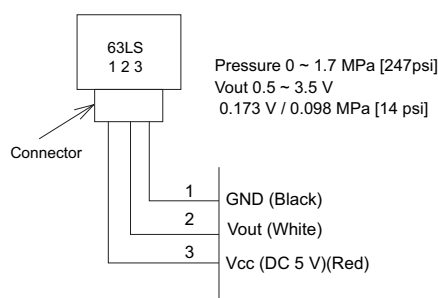 63LS
1 2 3
Pressure 0 ~ 1.7 MPa [247psi]
Vout 0.5 ~ 3.5 V
0.173 V / 0.098 MPa [14 psi]
Connector
1 GND (Black)
2 Vout (White)
3 Vcc (DC 5 V)(Red)